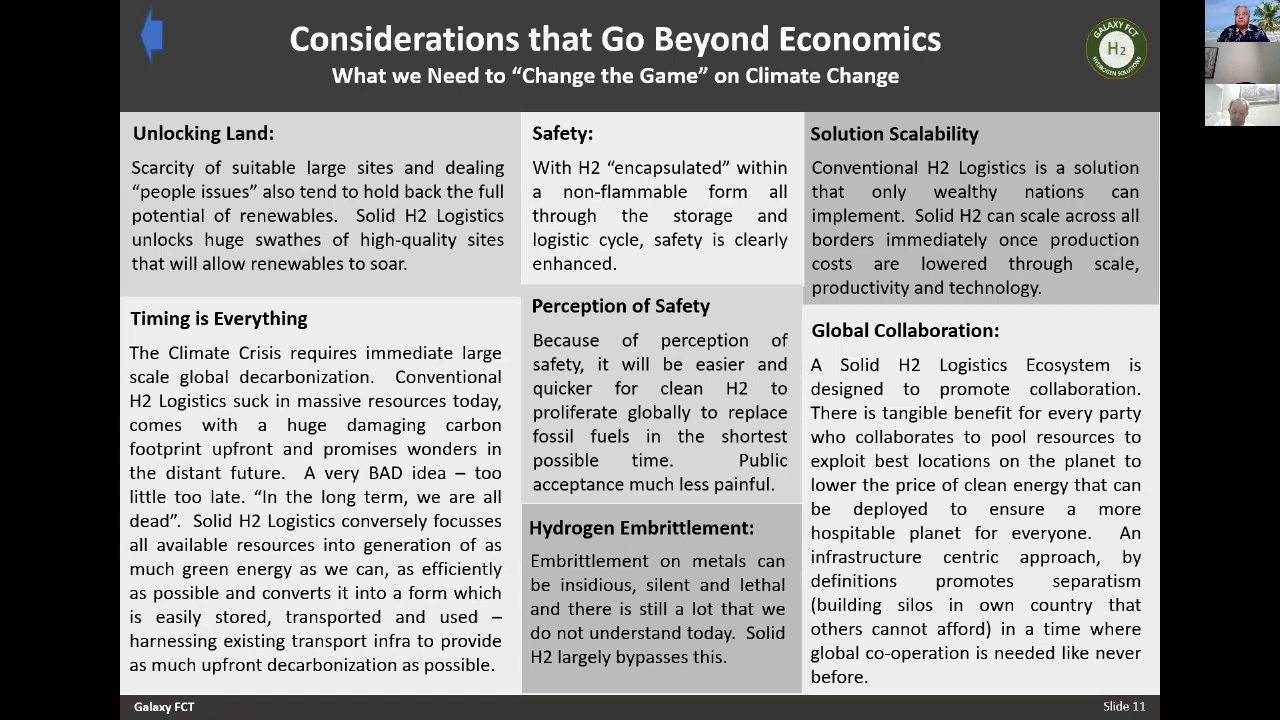 Considerations that Go Beyond Economics
What we Need to “Change the Game” on Climate Change
GALAXY FCT
H2
HYDROGEN SOLUTIONS
Unlocking Land:
Scarcity of suitable large sites and dealing
“people issues” also tend to hold back the full
potential of renewables. Solid H2 Logistics
unlocks huge swathes of high-quality sites
that will allow renewables to soar.
Timing is Everything
The Climate Crisis requires immediate large
scale global decarbonization. Conventional
H2 Logistics suck in massive resources today,
comes with a huge damaging carbon
footprint upfront and promises wonders in
the distant future. A very BAD idea – too
little too late. “In the long term, we are all
dead”. Solid H2 Logistics conversely focusses
all available resources into generation of as
much green energy as we can, as efficiently
as possible and converts it into a form which
is easily stored, transported and used –
harnessing existing transport infra to provide
as much upfront decarbonization as possible.
Safety:
With H2 “encapsulated” within
a non-flammable form all
through the storage and
logistic cycle, safety is clearly
enhanced.
Perception of Safety
Because of perception of
safety, it will be easier and
quicker for clean H2 to
proliferate globally to replace
fossil fuels in the shortest
possible time. Public
acceptance much less painful.
Hydrogen Embrittlement:
Embrittlement on metals can
be insidious, silent and lethal
and there is still a lot that we
do not understand today. Solid
H2 largely bypasses this.
Solution Scalability
Conventional H2 Logistics is a solution
that only wealthy nations can
implement. Solid H2 can scale across all
borders immediately once production
costs are lowered through scale,
productivity and technology.
Global Collaboration:
A Solid H2 Logistics Ecosystem is
designed to promote collaboration.
There is tangible benefit for every party
who collaborates to pool resources to
exploit best locations on the planet to
lower the price of clean energy that can
be deployed to ensure a more
hospitable planet for everyone. An
infrastructure centric approach, by
definitions promotes separatism
(building silos in own country that
others cannot afford) in a time where
global co-operation is needed like never
before.
Galaxy FCT
Slide 11